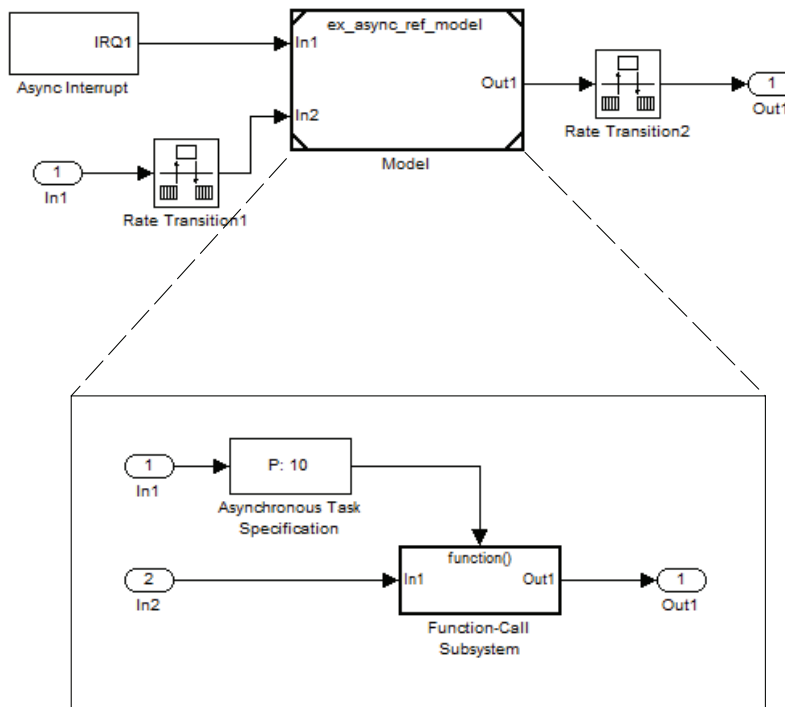 ex_async_ref_model
IRQ1
In1
Async Interrupt
Out1
In2
1
Out1
Rate Transition2
Model
1
In1
Rate Transition1
1
In1
P: 10
Asynchronous Task
Specification
function()
2
In2
In1
Out1
1
Out1
Function-Call
Subsystem